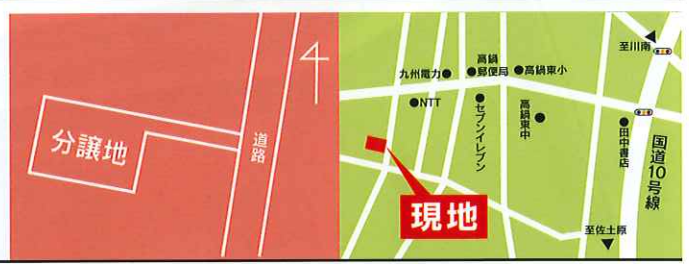 分譲地
道路
至川南
九州電力
高鍋
郵便局
高鍋東小
NTT
セブンイレブン
高鍋東中
田中書店
国道10号線
現地
至佐土原